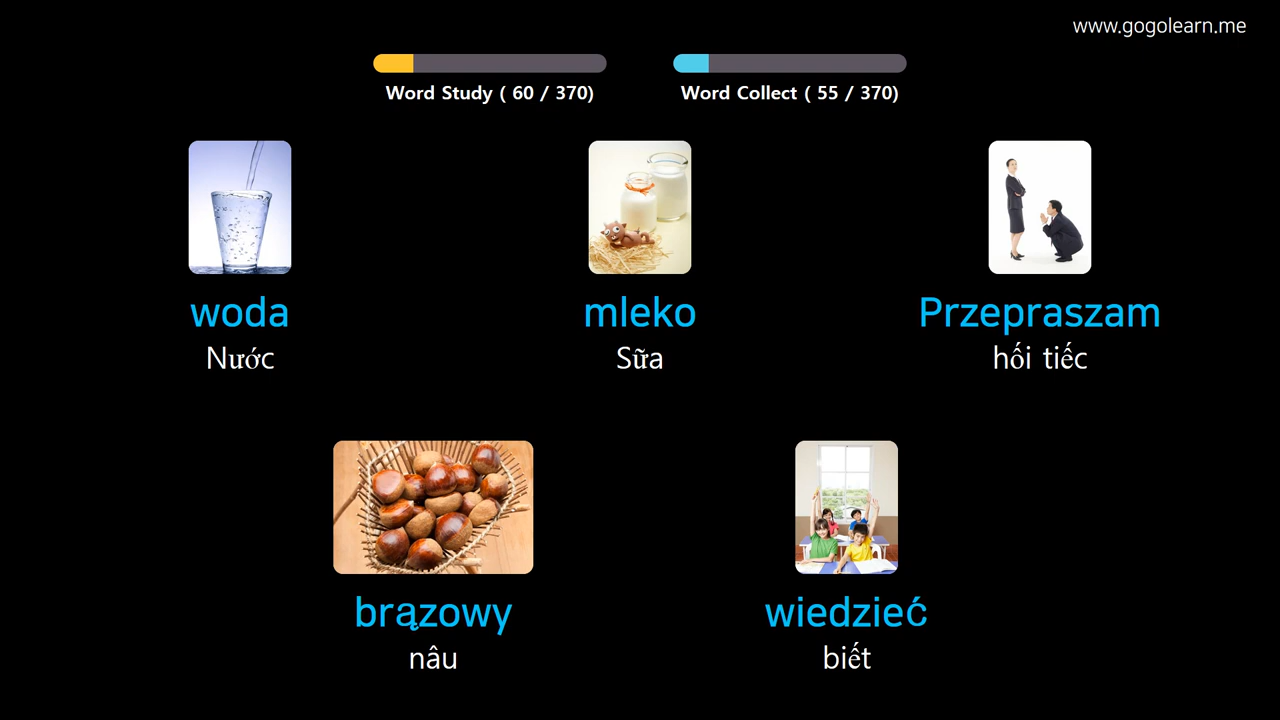 www.gogolearn.me
Word Study ( 60 / 370)
Word Collect ( 55 / 370)
woda
Nước
mleko
Sữa
Przepraszam
hối tiếc
brązowy
nâu
wiedzieć
biết